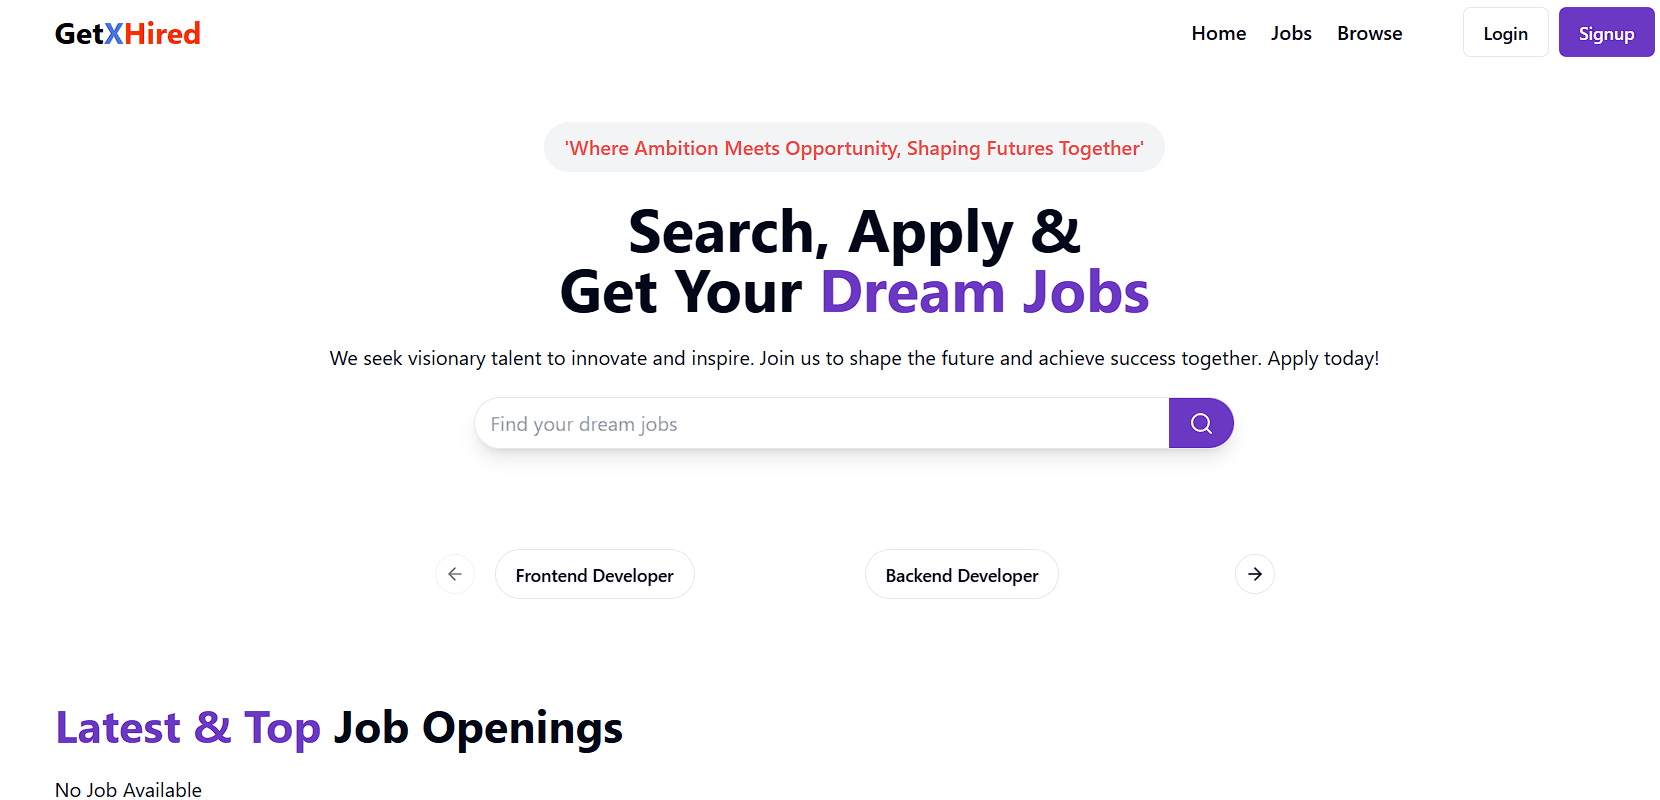 GetXHired
Home Jobs Browse Login Signup
'Where Ambition Meets Opportunity, Shaping Futures Together'
Search, Apply &
Get Your Dream Jobs
We seek visionary talent to innovate and inspire. Join us to shape the future and achieve success together. Apply today!
Find your dream jobs
Frontend Developer Backend Developer
Latest & Top Job Openings
No Job Available